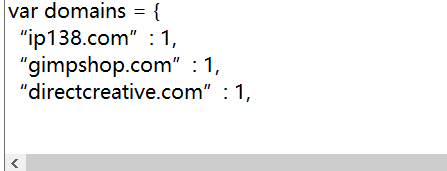 var domains = {
“ip138.com” : 1,
“gimpshop.com” : 1,
“directcreative.com” : 1,